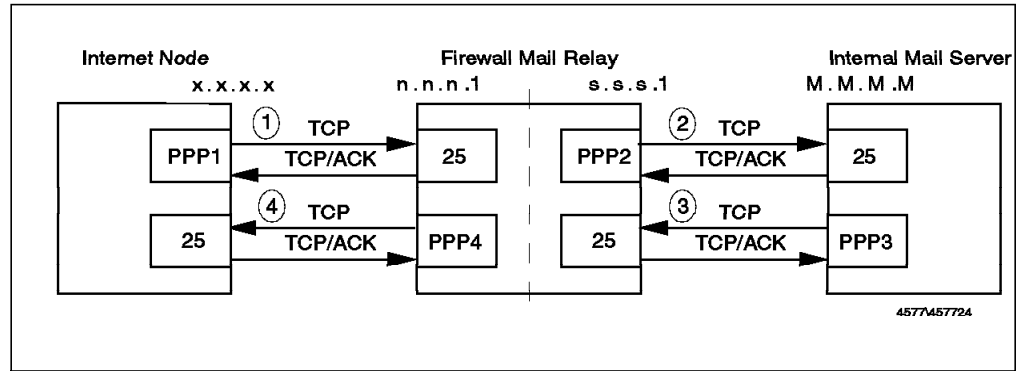 Internet Node Firewall Mail Relay Internal Mail Server
x.x.x.x n.n.n.1 s.s.s.1 M.M.M.M
1 TCP 2 TCP
PPP1 TCP/ACK 25 PPP2 TCP/ACK 25
4 TCP 3 TCP
25 TCP/ACK PPP4 25 TCP/ACK PPP3
4577\457724